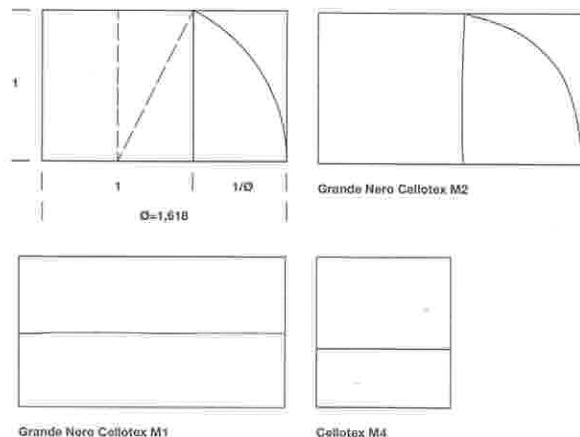 1
1
1/Ø
Ø=1,618
Grande Nero Cellotex M2
Grande Nero Cellotex M1
Cellotex M4